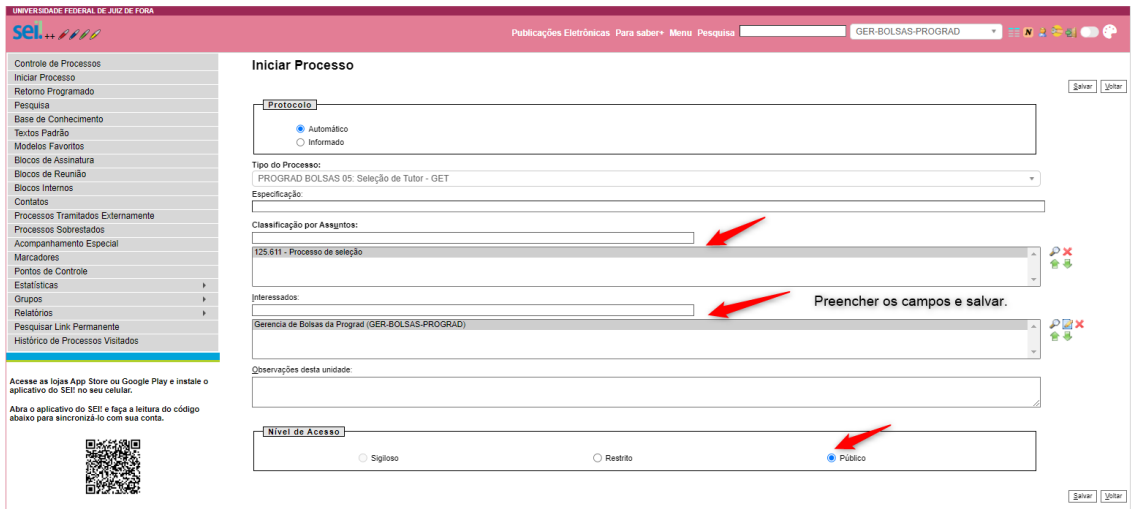 UNIVERSIDADE FEDERAL DE JUIZ DE FORA
sei! ++
Publicações Eletrônicas Para saber+ Menu Pesquisa
GER-BOLSAS-PROGRAD
N
Controle de Processos
Iniciar Processo
Retorno Programado
Pesquisa
Base de Conhecimento
Textos Padrão
Modelos Favoritos
Blocos de Assinatura
Blocos de Reunião
Blocos Internos
Contatos
Processos Tramitados Externamente
Processos Sobrestados
Acompanhamento Especial
Marcadores
Pontos de Controle
Estatísticas
Grupos
Relatórios
Pesquisar Link Permanente
Histórico de Processos Visitados
Acesse as lojas App Store ou Google Play e instale o
aplicativo do SEI! no seu celular.
Abra o aplicativo do SEI! e faça a leitura do código
abaixo para sincronizá-lo com sua conta.
Iniciar Processo
Salvar Voltar
Protocolo
Automático
Informado
Tipo do Processo:
PROGRAD BOLSAS 05: Seleção de Tutor - GET
Especificação:
Classificação por Assuntos:
125.611 - Processo de seleção
Interessados:
Preencher os campos e salvar.
Gerencia de Bolsas da Prograd (GER-BOLSAS-PROGRAD)
Observações desta unidade:
Nível de Acesso
Sigiloso
Restrito
Público
Salvar Voltar